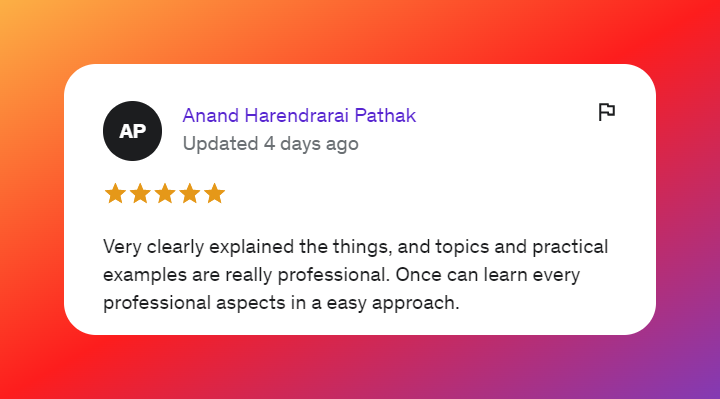 AP
Anand Harendrarai Pathak
Updated 4 days ago
Very clearly explained the things, and topics and practical
examples are really professional. Once can learn every
professional aspects in a easy approach.